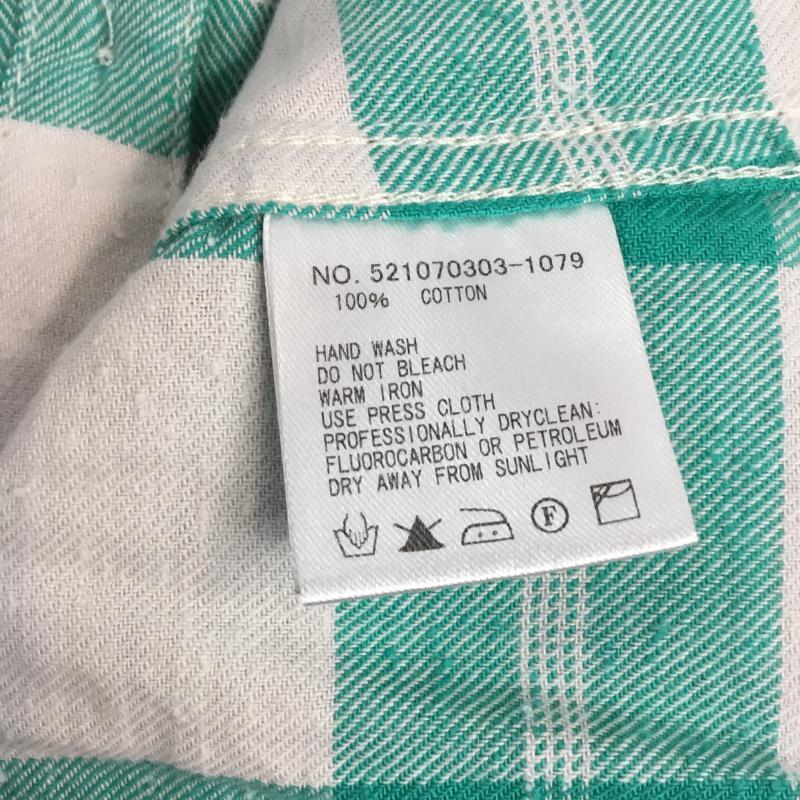 NO. 521070303-1079
100% COTTON
HAND WASH
DO NOT BLEACH
WARM IRON
USE PRESS CLOTH
PROFESSIONALLY DRYCLEAN:
FLUOROCARBON OR PETROLEUM
DRY AWAY FROM SUNLIGHT
F